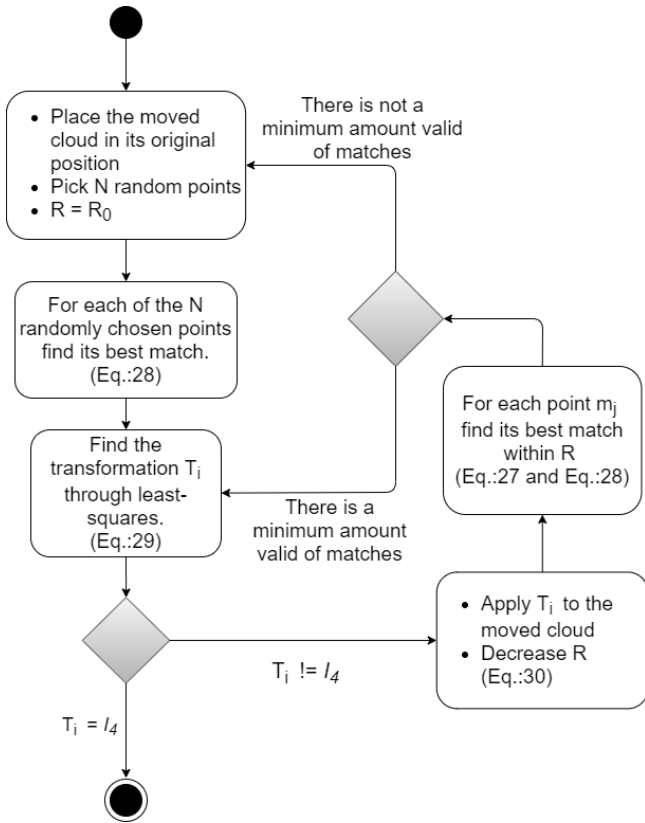 • Place the moved
cloud in its original
position
• Pick N random points
• R = R0
There is not a
minimum amount valid
of matches
For each of the N
randomly chosen points
find its best match.
(Eq.:28)
For each point mj
find its best match
within R
(Eq.:27 and Eq.:28)
Find the
transformation Ti
through least-
squares.
(Eq.:29)
There is a
minimum amount
valid of matches
• Apply Ti to the
moved cloud
• Decrease R
(Eq.:30)
Ti != I4
Ti = I4